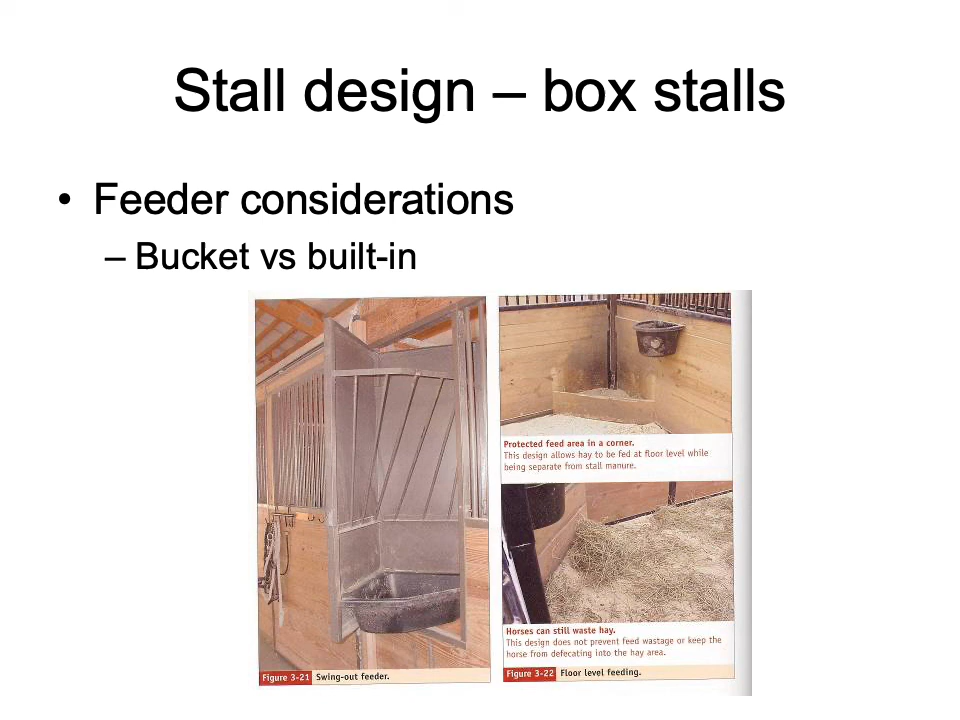 Stall design – box stalls
• Feeder considerations
– Bucket vs built-in
Protected feed area in a corner.
This design allows hay to be fed at floor level while
being separate from stall manure.
Horses can still waste hay.
This design does not prevent feed wastage or keep the
horse from defecating into the hay area.
Figure 3-21 Swing-out feeder.
Figure 3-22 Floor level feeding.